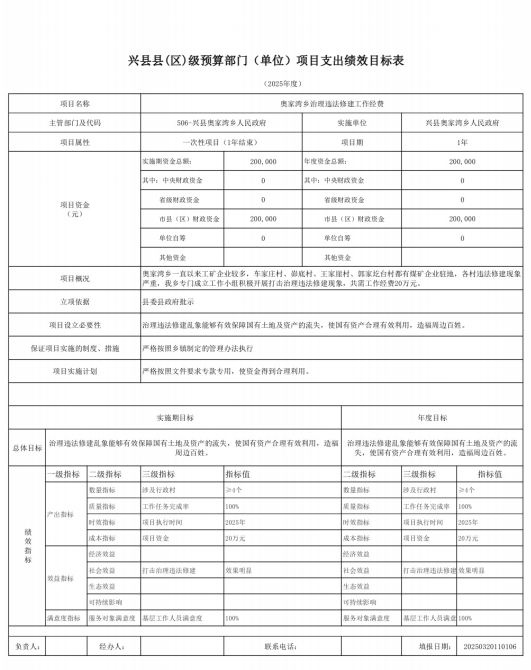 兴县县(区)级预算部门（单位）项目支出绩效目标表
（2025年度）
项目名称 奥家湾乡治理违法修建工作经费
主管部门及代码 506-兴县奥家湾乡人民政府 实施单位 兴县奥家湾乡人民政府
项目属性 一次性项目（1年结束） 项目期 1年
项目资金（元）
实施期资金总额: 200,000 年度资金总额: 200,000
其中：中央财政资金 0 其中：中央财政资金 0
省级财政资金 0 省级财政资金 0
市县（区）财政资金 200,000 市县（区）财政资金 200,000
单位自筹 0 单位自筹 0
其他资金 其他资金
项目概况 奥家湾乡一直以来工矿企业较多，车家庄村、峁底村、王家崖村、郭家圪台村都有煤矿企业驻地，各村违法修建现象
严重，我乡专门成立工作小组积极开展打击治理违法修建现象，共需工作经费20万元。
立项依据 县委县政府批示
项目设立必要性 治理违法修建乱象能够有效保障国有土地及资产的流失，使国有资产合理有效利用，造福周边百姓。
保证项目实施的制度、措施 严格按照乡镇制定的管理办法执行
项目实施计划 严格按照文件要求专款专用，使资金得到合理利用。
实施期目标 年度目标
总体目标 治理违法修建乱象能够有效保障国有土地及资产的流失，使国有资产合理有效利用，造福
周边百姓。
治理违法修建乱象能够有效保障国有土地及资产的流
失，使国有资产合理有效利用，造福周边百姓。
绩效指标
一级指标 二级指标 三级指标 指标值 二级指标 三级指标 指标值
产出指标
数量指标 涉及行政村 ≥4个 数量指标 涉及行政村 ≥4个
质量指标 工作任务完成率 100% 质量指标 工作任务完成率 100%
时效指标 项目执行时间 2025年 时效指标 项目执行时间 2025年
成本指标 项目资金 20万元 成本指标 项目资金 20万元
效益指标
经济效益 经济效益
社会效益 打击治理违法修建 效果明显 社会效益 打击治理违法修建 效果明显
生态效益 生态效益
可持续影响 可持续影响
满意度指标 服务对象满意度 基层工作人员满意度 100% 服务对象满意度 基层工作人员满意 100%
负责人: 经办人: 联系电话: 填报日期: 20250320110106